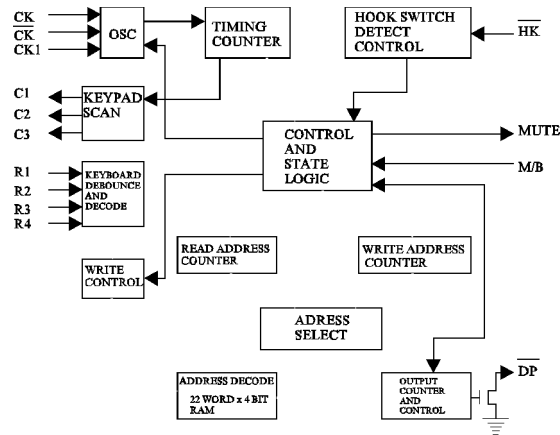 CK
CK
CK1
OSC
TIMING
COUNTER
HOOK SWITCH
DETECT
CONTROL
HK
C1
C2
C3
KEYPAD
SCAN
CONTROL
AND
STATE
LOGIC
MUTE
M/B
R1
R2
R3
R4
KEYBOARD
DEBOUNCE
AND
DECODE
READ ADDRESS
COUNTER
WRITE ADDRESS
COUNTER
WRITE
CONTROL
ADRESS
SELECT
ADDRESS DECODE
22 WORD x 4 BIT
RAM
OUTPUT
COUNTER
AND
CONTROL
DP